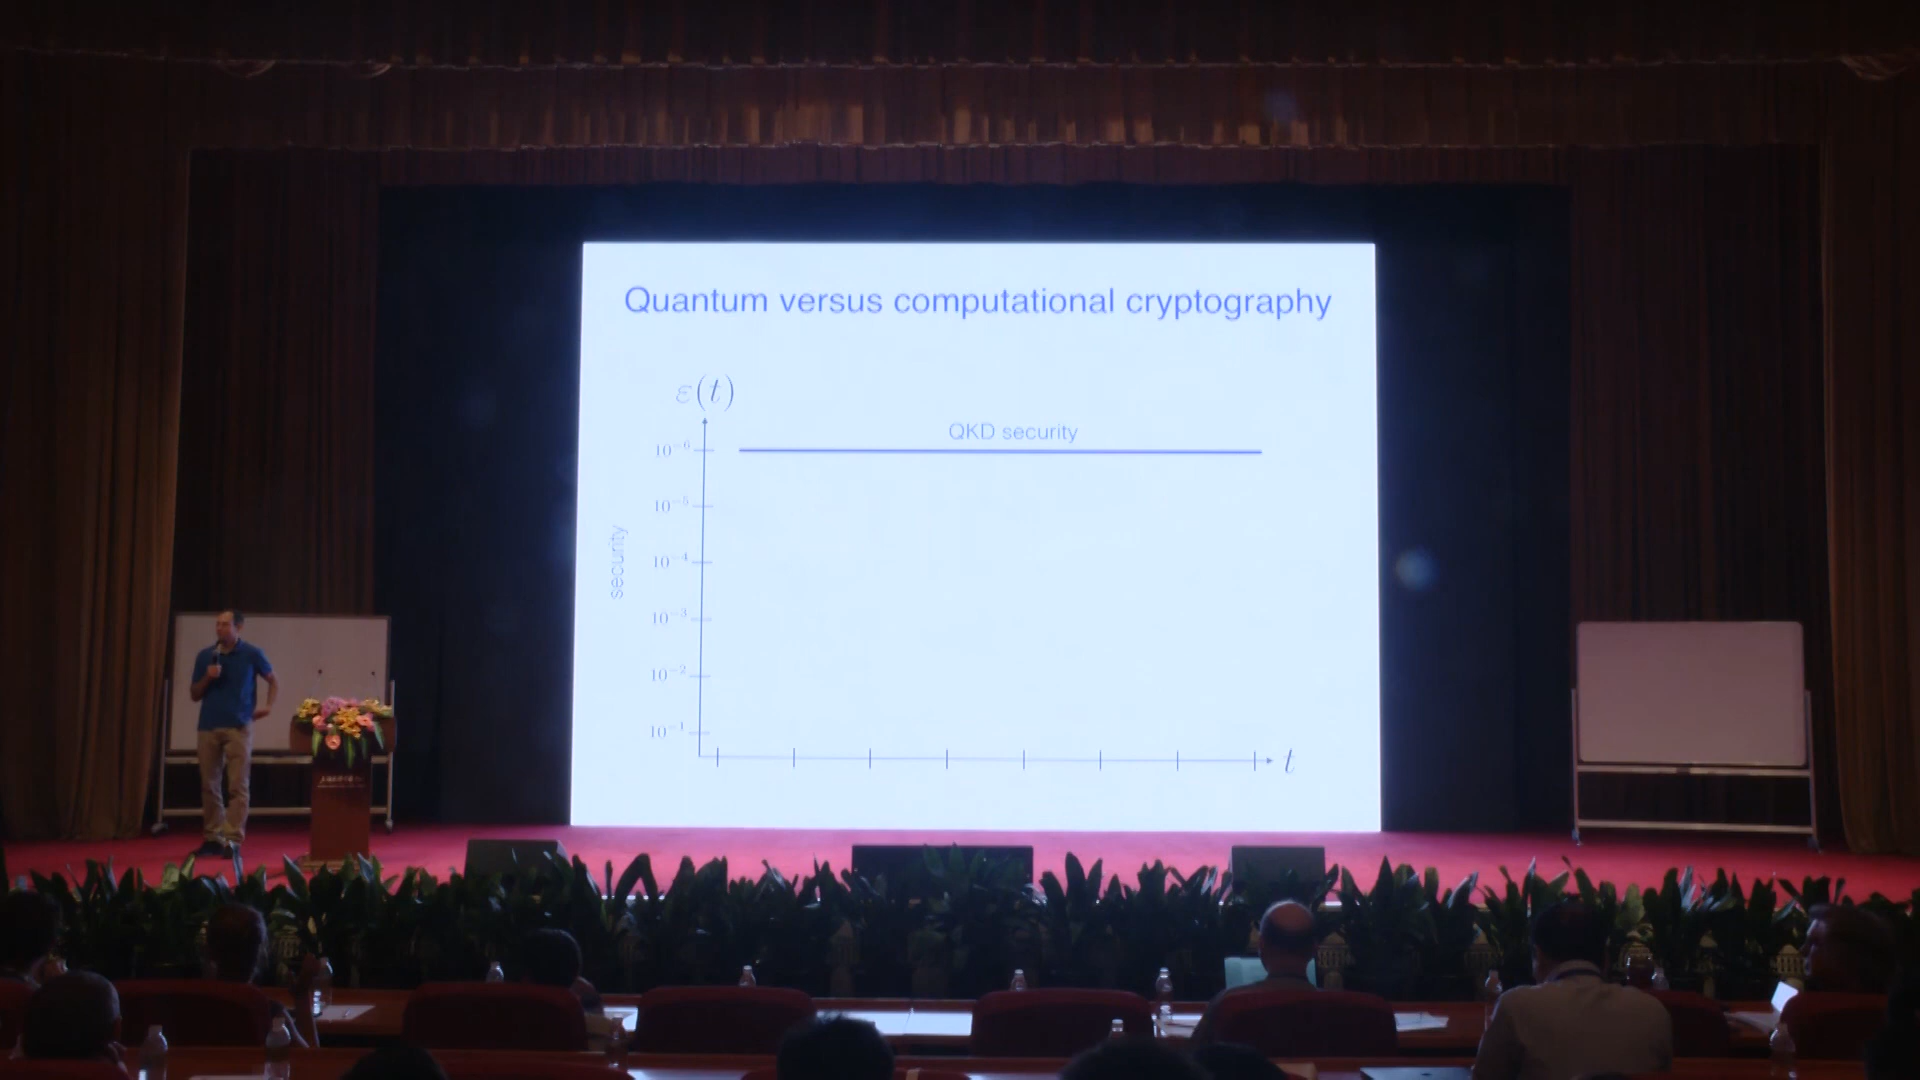 Quantum versus computational cryptography
ε(t)
QKD security
10⁻⁶
10⁻⁵
10⁻⁴
10⁻³
10⁻²
10⁻¹
security
t